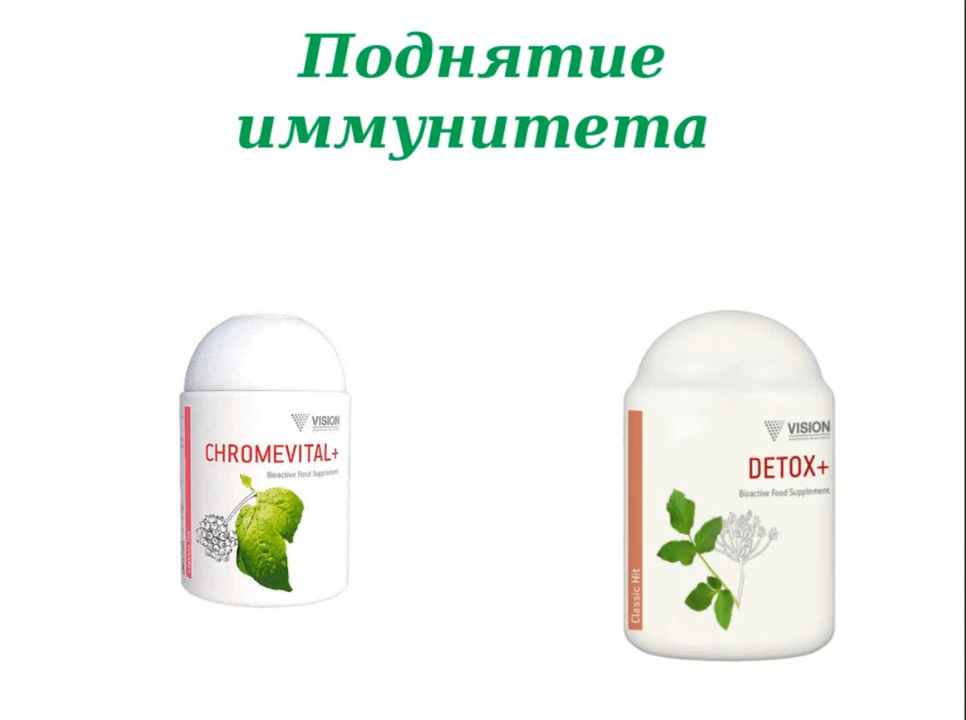 Поднятие
иммунитета
VISION
CHROMEVITAL+
Bioactive Food Supplement
VISION
DETOX+
Bioactive Food Supplement
Classic Hit